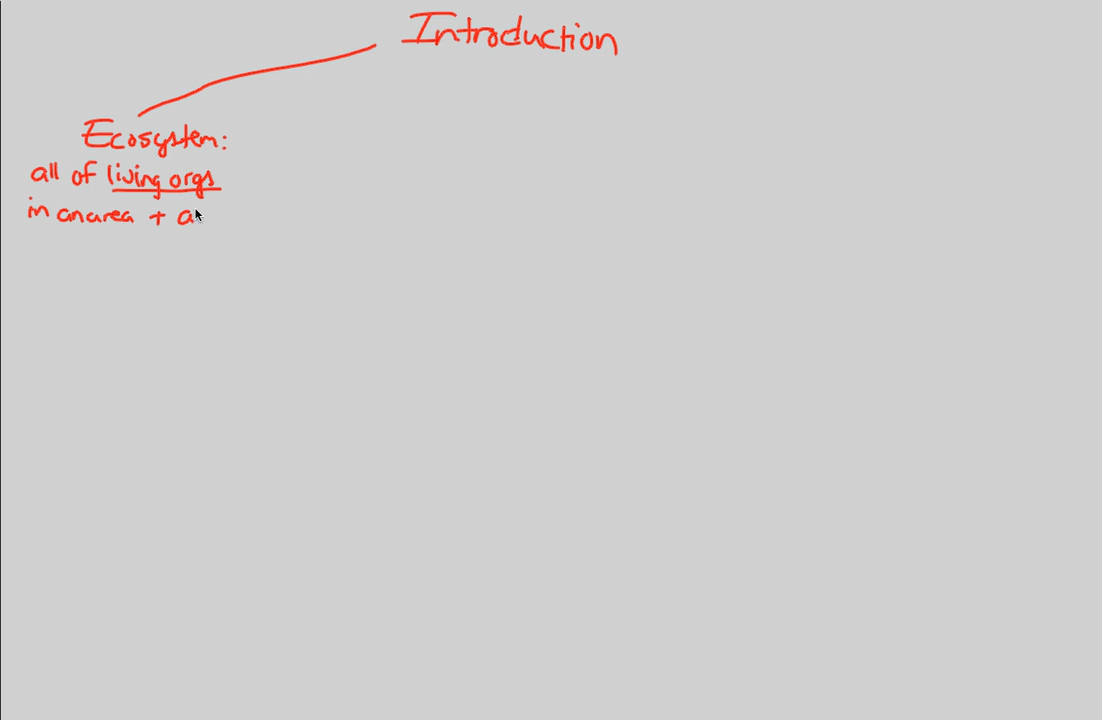 Introduction
Ecosystem:
all of living orgs
in an area + a